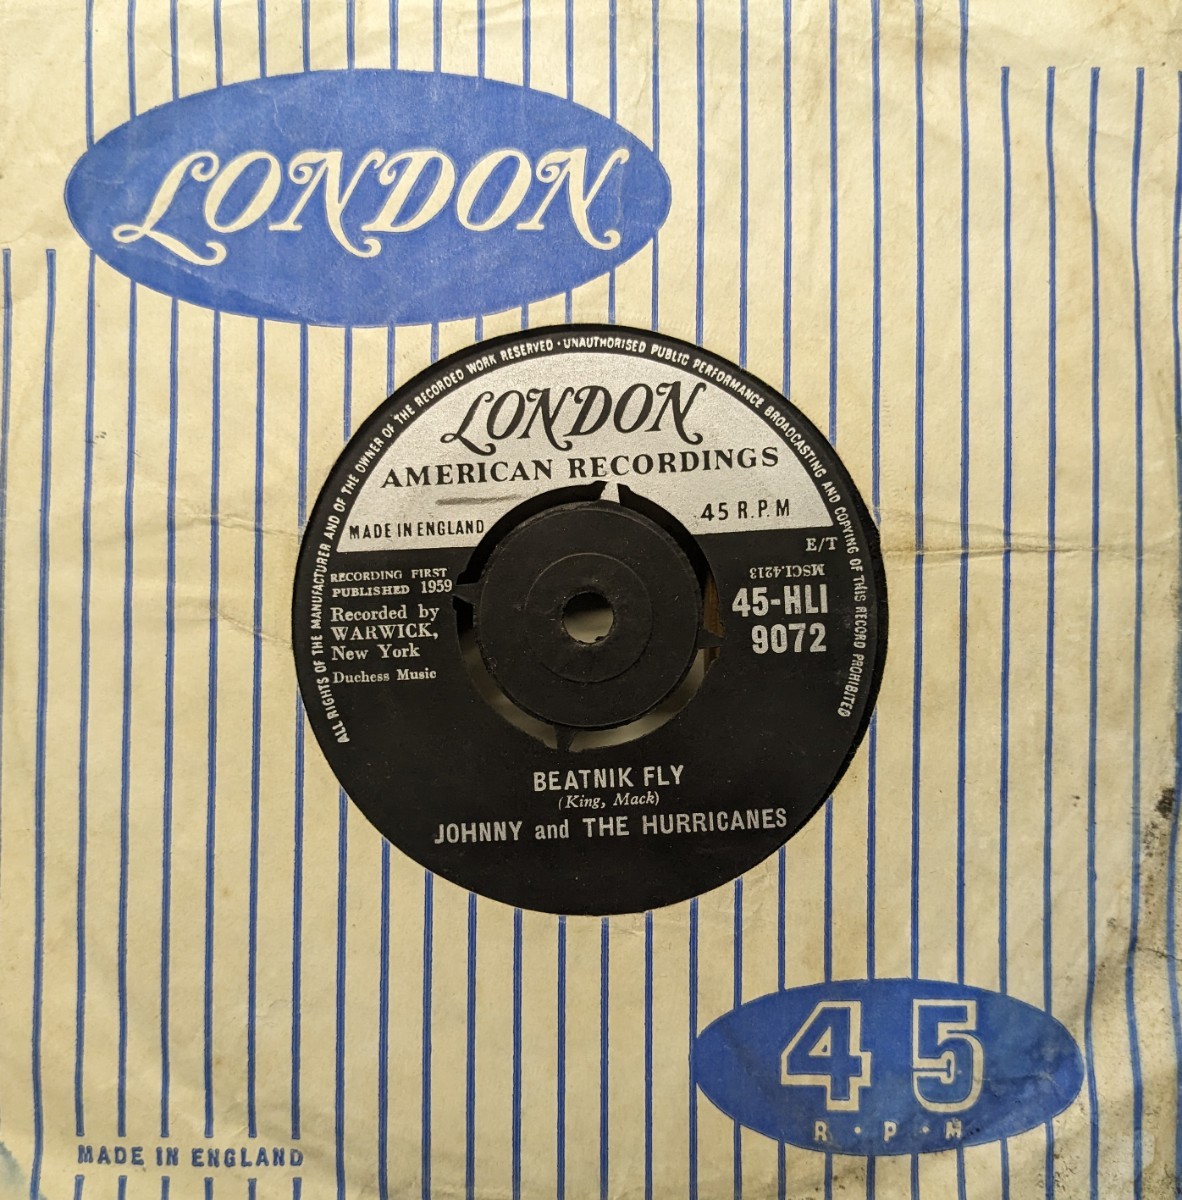 LONDON
ALL RIGHTS OF THE MANUFACTURER AND OF THE OWNER OF THE RECORDED WORK RESERVED · UNAUTHORISED PUBLIC PERFORMANCE BROADCASTING AND COPYING OF THIS RECORD PROHIBITED
LONDON
AMERICAN RECORDINGS
MADE IN ENGLAND
45 R.P.M
E/T
RECORDING FIRST
PUBLISHED 1959
Recorded by
WARWICK,
New York
Duchess Music
MSCI.4213
45-HLI
9072
BEATNIK FLY
(King, Mack)
JOHNNY and THE HURRICANES
45
R·P·M
MADE IN ENGLAND